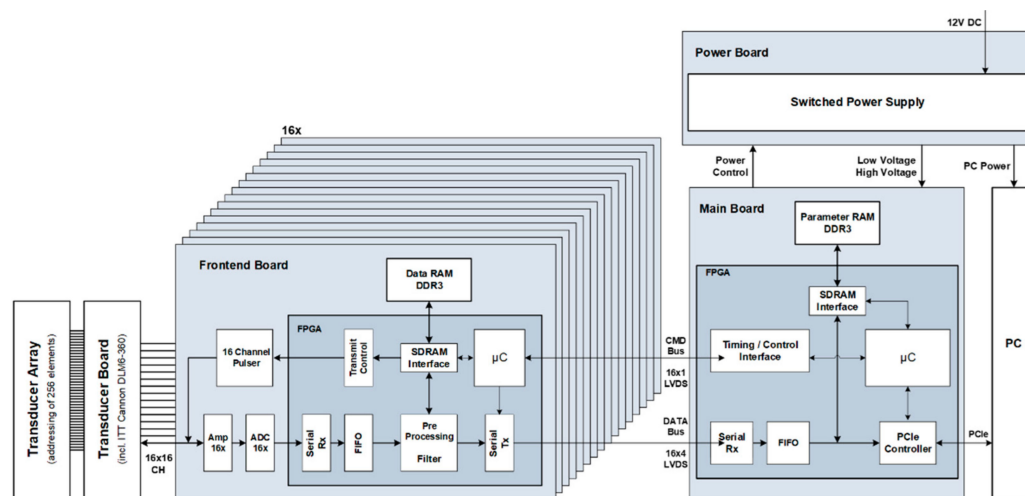 12V DC
Power Board
Switched Power Supply
16x
Power
Control
Low Voltage
High Voltage
PC Power
Main Board
Parameter RAM
DDR3
Frontend Board
Data RAM
DDR3
FPGA
SDRAM
Interface
FPGA
Transducer Array
(addressing of 256 elements)
Transducer Board
(incl. ITT Cannon DLM6-360)
16 Channel
Pulser
Transmit
Control
SDRAM
Interface
µC
CMD
Bus
16x1
LVDS
Timing / Control
Interface
µC
PC
16x16
CH
Amp
16x
ADC
16x
Serial
Rx
FIFO
Pre
Processing
Filter
Serial
Tx
DATA
Bus
16x4
LVDS
Serial
Rx
FIFO
PCIe
Controller
PCIe